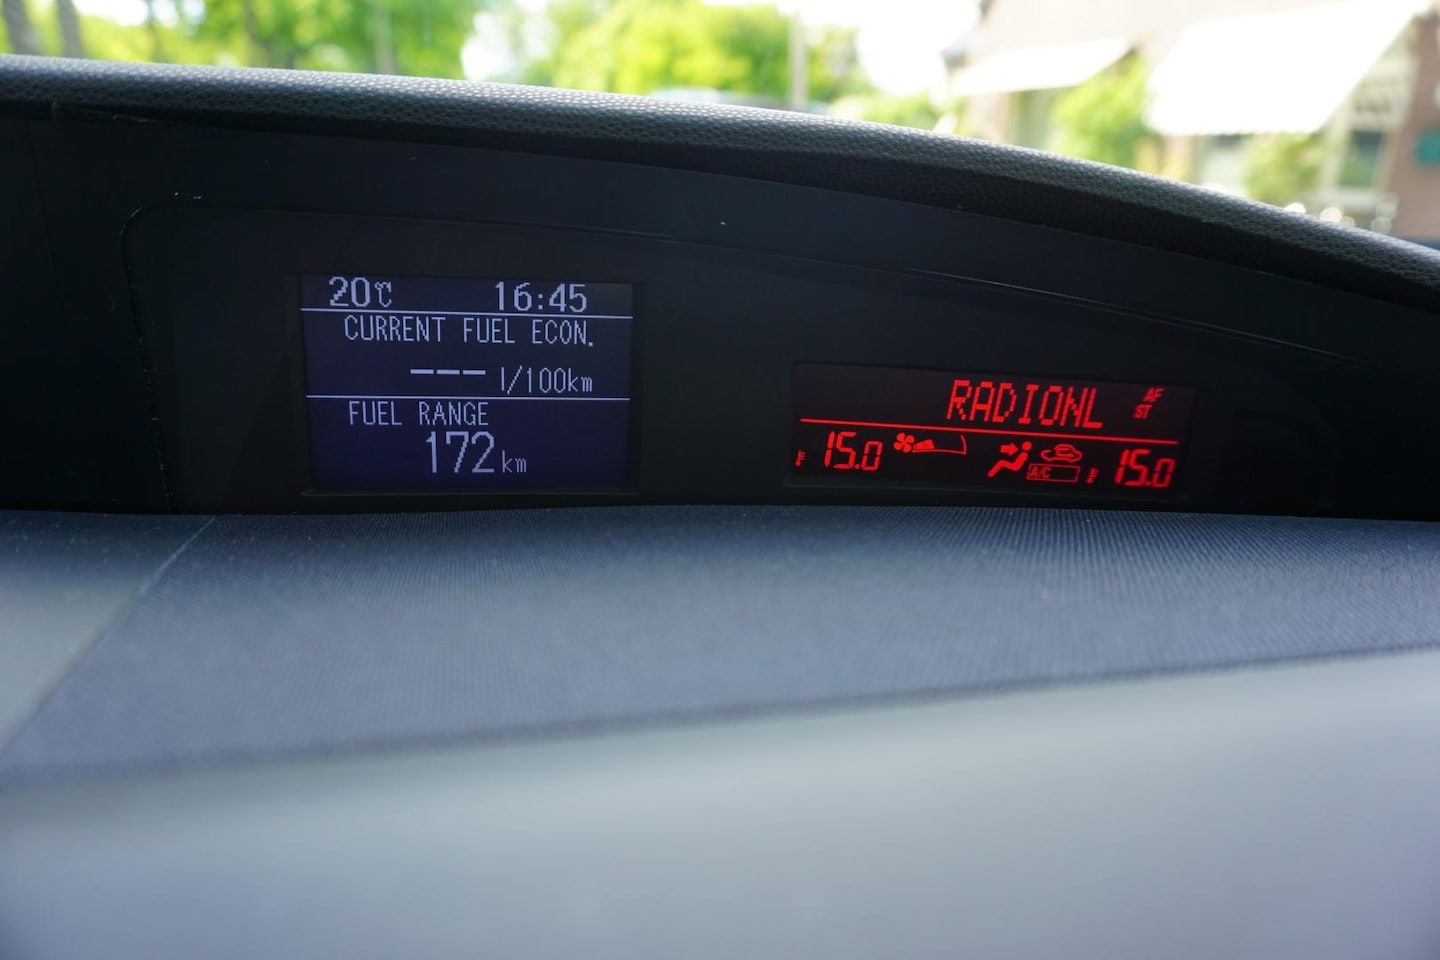 20℃ 16:45
CURRENT FUEL ECON.
--- l/100km
FUEL RANGE
172km
RADIONL AF
ST
15.0 A/C 15.0